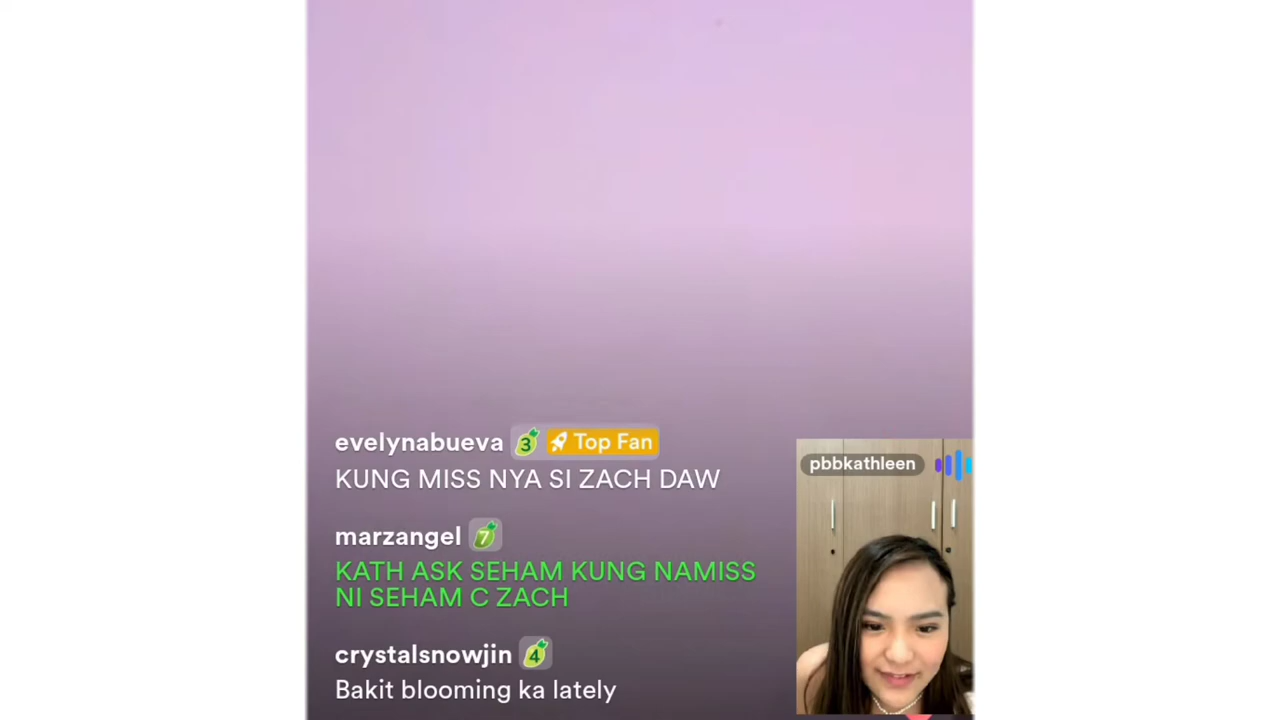 evelynabueva 3 Top Fan
KUNG MISS NYA SI ZACH DAW
pbbkathleen
marzangel 7
KATH ASK SEHAM KUNG NAMISS
NI SEHAM C ZACH
crystalsnowjin 4
Bakit blooming ka lately